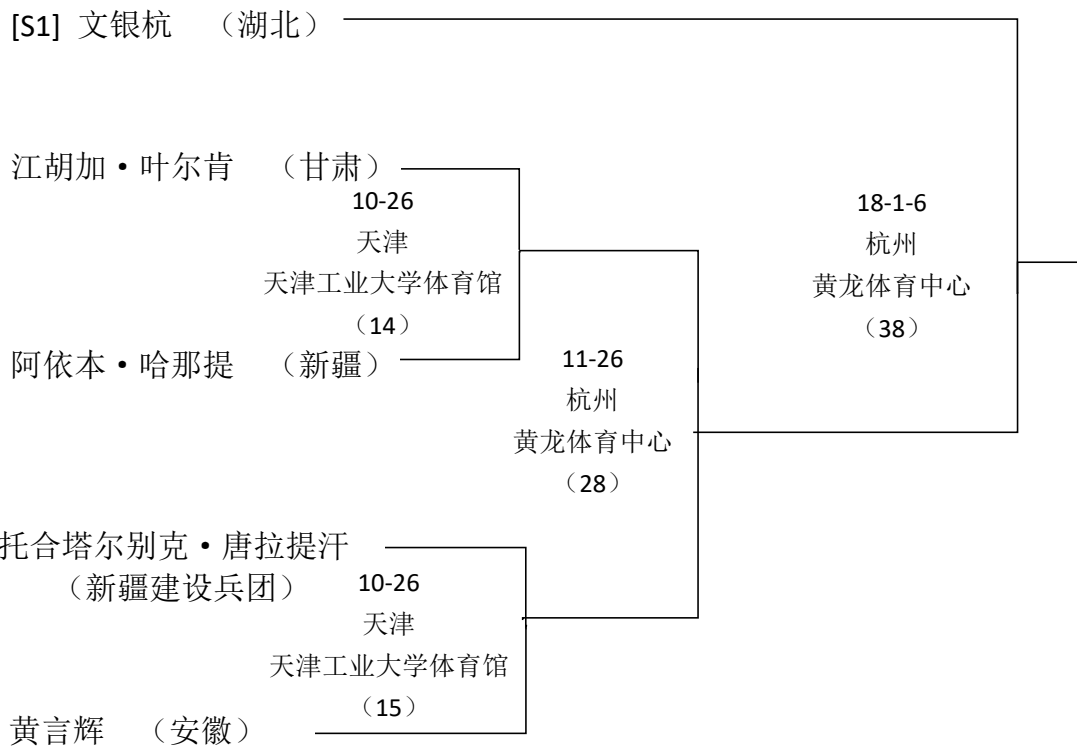 [S1] 文银杭 （湖北）
江胡加·叶尔肯 （甘肃）
10-26
天津
天津工业大学体育馆
（14）
18-1-6
杭州
黄龙体育中心
（38）
阿依本·哈那提 （新疆）
11-26
杭州
黄龙体育中心
（28）
托合塔尔别克·唐拉提汗
（新疆建设兵团）
10-26
天津
天津工业大学体育馆
（15）
黄言辉 （安徽）